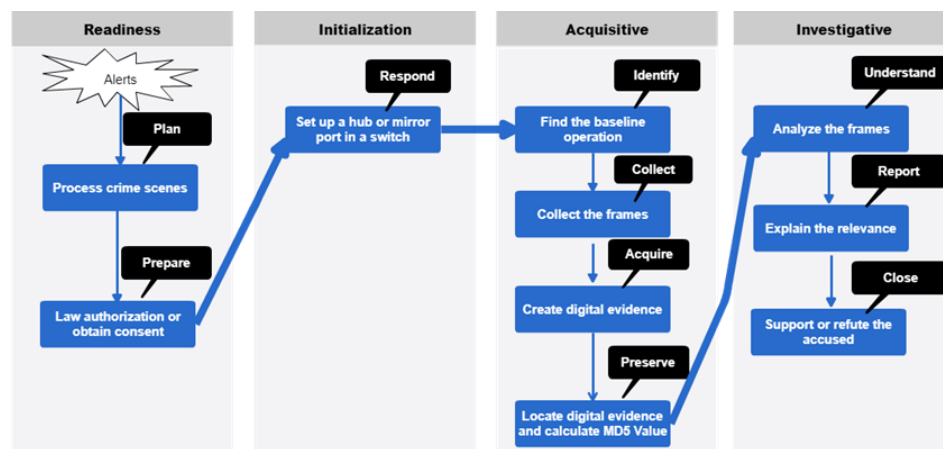 Readiness
Initialization
Acquisitive
Investigative
Alerts
Plan
Process crime scenes
Prepare
Law authorization or
obtain consent
Respond
Set up a hub or mirror
port in a switch
Identify
Find the baseline
operation
Collect
Collect the frames
Acquire
Create digital evidence
Preserve
Locate digital evidence
and calculate MD5 Value
Understand
Analyze the frames
Report
Explain the relevance
Close
Support or refute the
accused